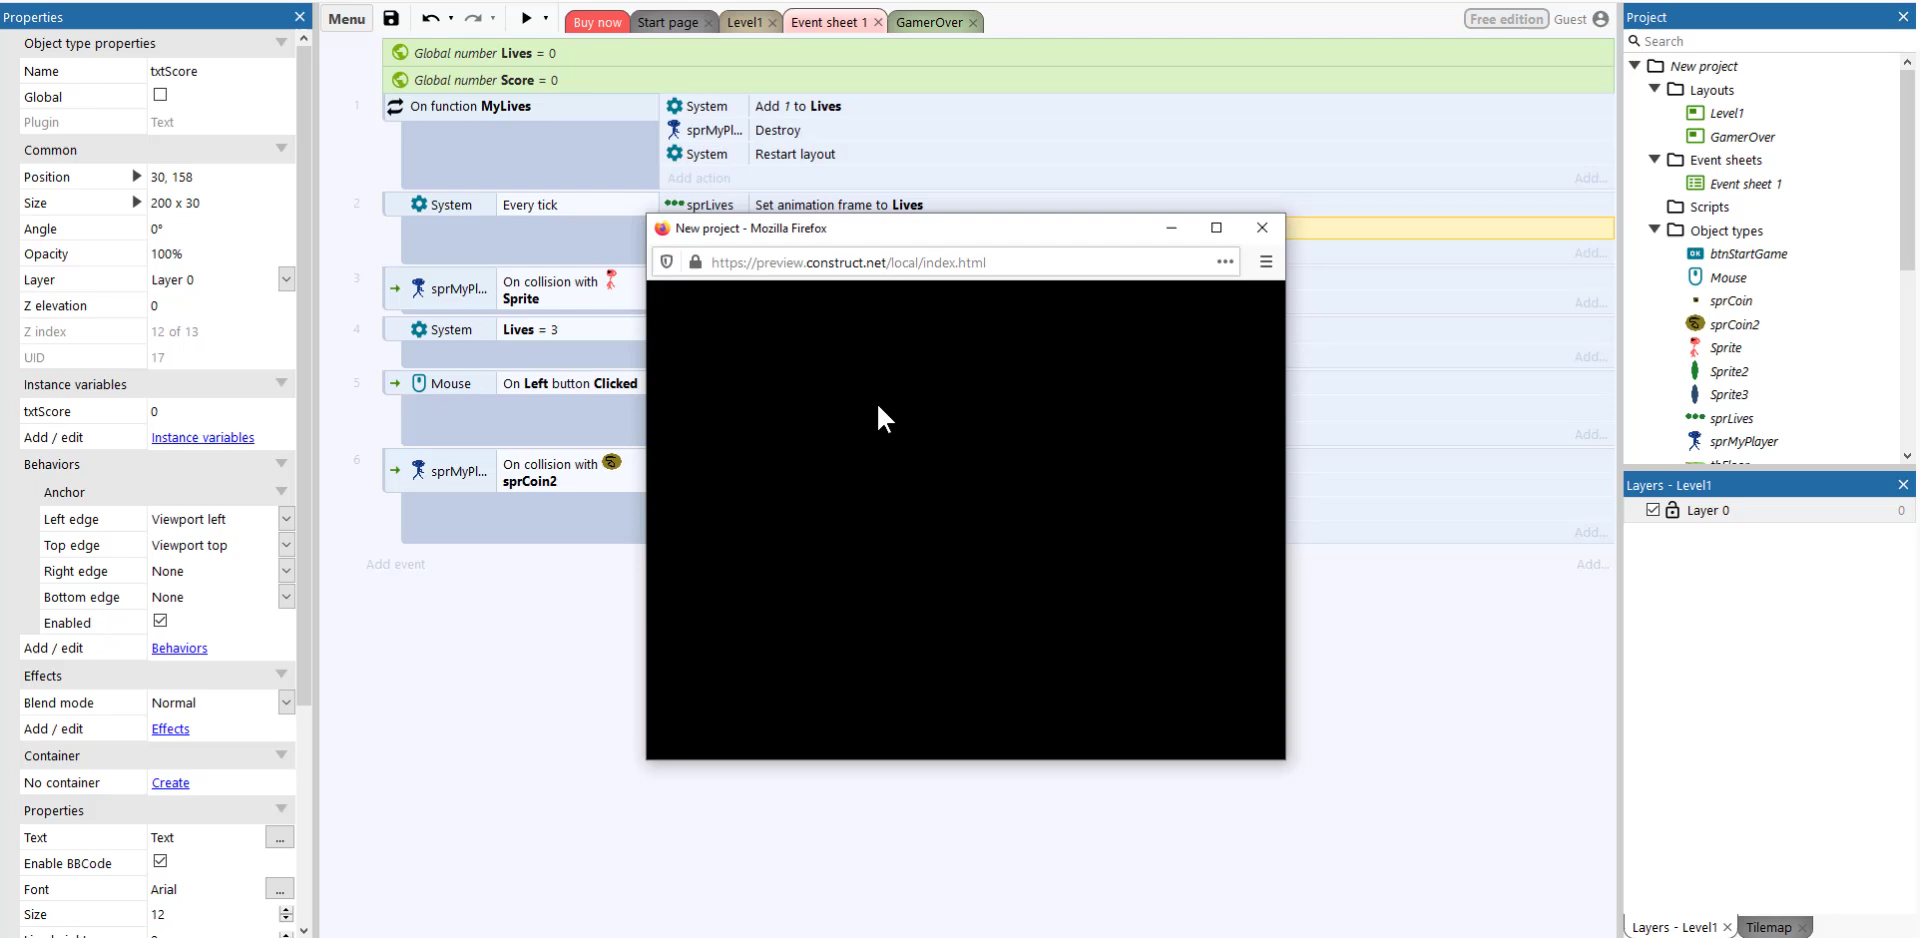 Properties
Object type properties
Name txtScore
Global
Plugin Text
Common
Position 30, 158
Size 200 x 30
Angle 0°
Opacity 100%
Layer Layer 0
Z elevation 0
Z index 12 of 13
UID 17
Instance variables
txtScore 0
Add / edit Instance variables
Behaviors
Anchor
Left edge Viewport left
Top edge Viewport top
Right edge None
Bottom edge None
Enabled
Add / edit Behaviors
Effects
Blend mode Normal
Add / edit Effects
Container
No container Create
Properties
Text Text ...
Enable BBCode
Font Arial ...
Size 12
Menu
Buy now
Start page
Level1
Event sheet 1
GamerOver
Free edition Guest
Global number Lives = 0
Global number Score = 0
1 On function MyLives
System Add 1 to Lives
sprMyPl... Destroy
System Restart layout
Add action Add...
2 System Every tick
sprLives Set animation frame to Lives
Add...
3 sprMyPl... On collision with
Sprite
Add...
4 System Lives = 3
Add...
5 Mouse On Left button Clicked
Add...
6 sprMyPl... On collision with
sprCoin2
Add...
Add event Add...
New project - Mozilla Firefox
https://preview.construct.net/local/index.html
Project
Search
New project
Layouts
Level1
GamerOver
Event sheets
Event sheet 1
Scripts
Object types
btnStartGame
Mouse
sprCoin
sprCoin2
Sprite
Sprite2
Sprite3
sprLives
sprMyPlayer
Layers - Level1
Layer 0 0
Layers - Level1
Tilemap